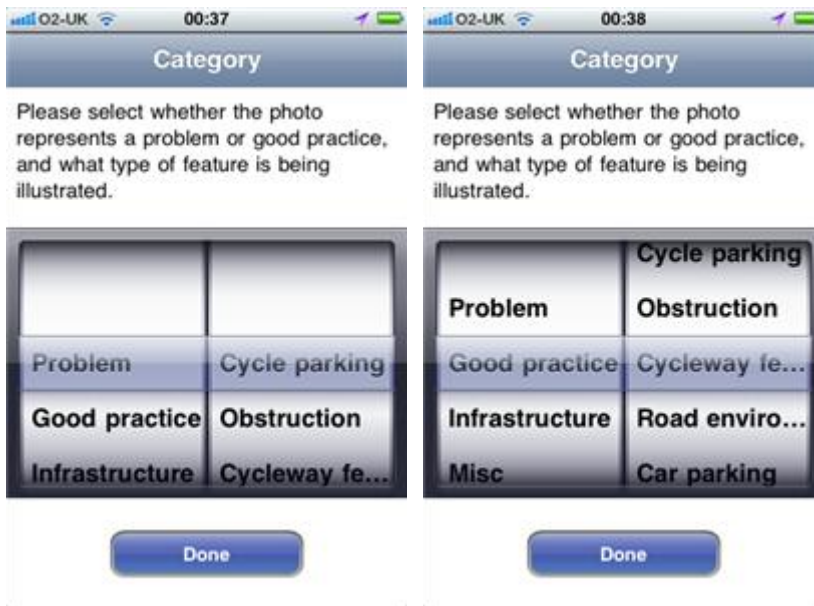 O2-UK 00:37
Category
Please select whether the photo
represents a problem or good practice,
and what type of feature is being
illustrated.
Problem Cycle parking
Good practice Obstruction
Infrastructure Cycleway fe...
Done
O2-UK 00:38
Category
Please select whether the photo
represents a problem or good practice,
and what type of feature is being
illustrated.
Cycle parking
Problem Obstruction
Good practice Cycleway fe...
Infrastructure Road enviro...
Misc Car parking
Done